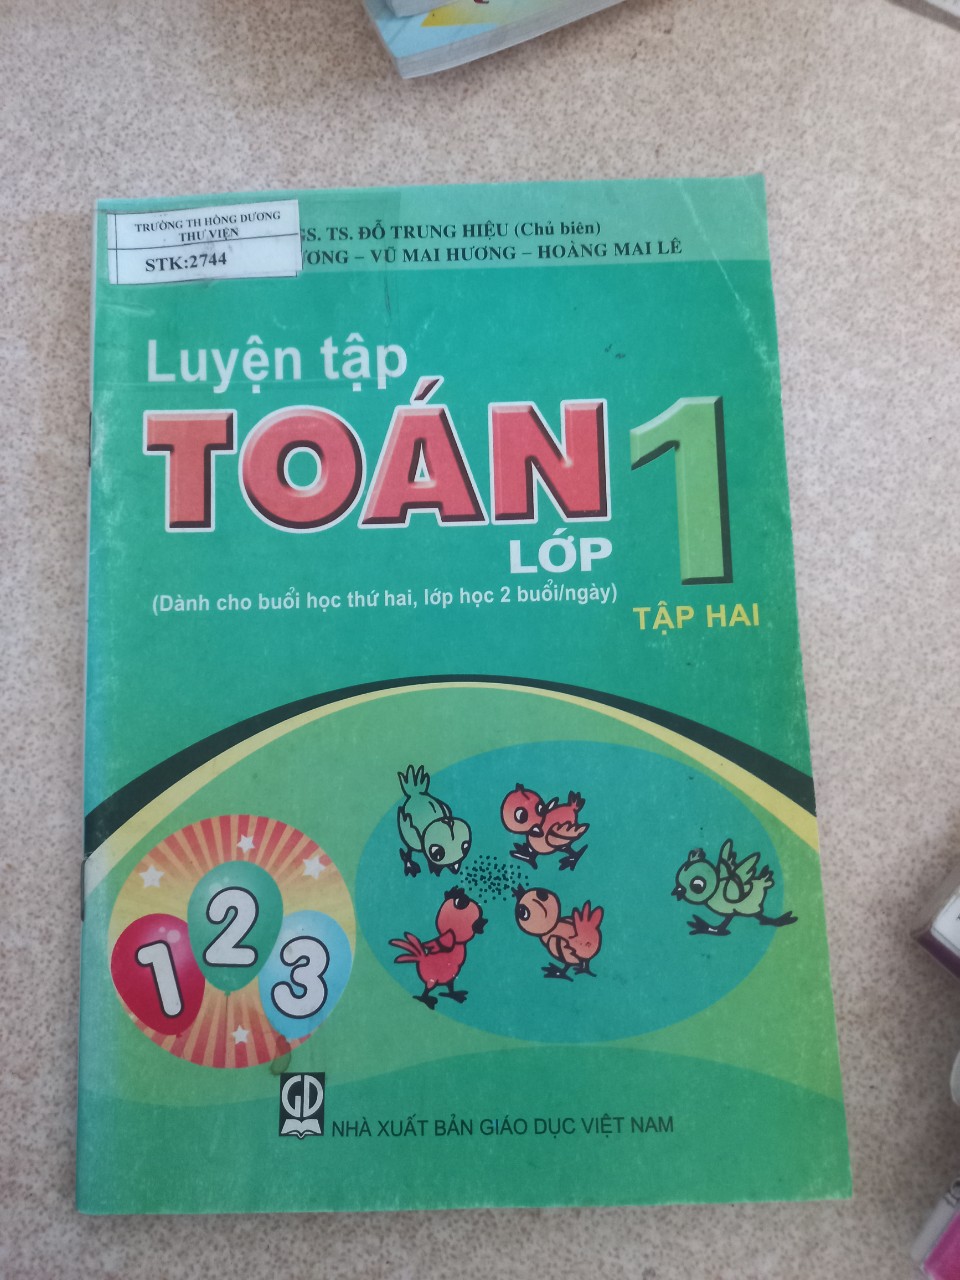 TRƯỜNG TH HỒNG DƯƠNG
THƯ VIỆN
STK:2744
GS. TS. ĐỖ TRUNG HIỆU (Chủ biên)
ƯƠNG – VŨ MAI HƯƠNG – HOÀNG MAI LÊ
Luyện tập
TOÁN 1
LỚP
(Dành cho buổi học thứ hai, lớp học 2 buổi/ngày)
TẬP HAI
1 2 3
GD
NHÀ XUẤT BẢN GIÁO DỤC VIỆT NAM